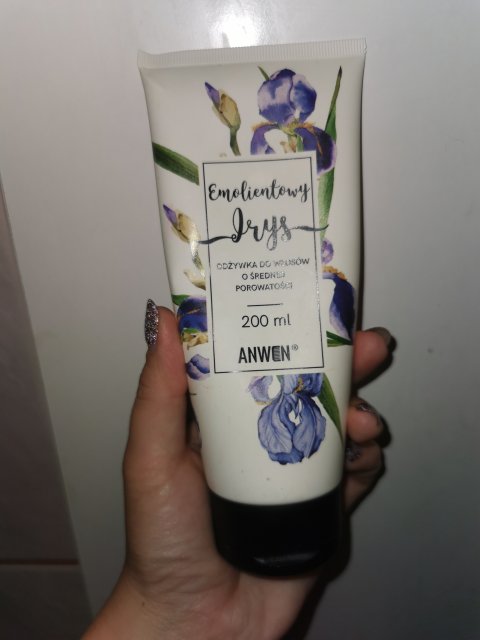 Emolientowy
Irys
ODŻYWKA DO WŁOSÓW
O ŚREDNIEJ
POROWATOŚCI
200 ml
ANWEN®